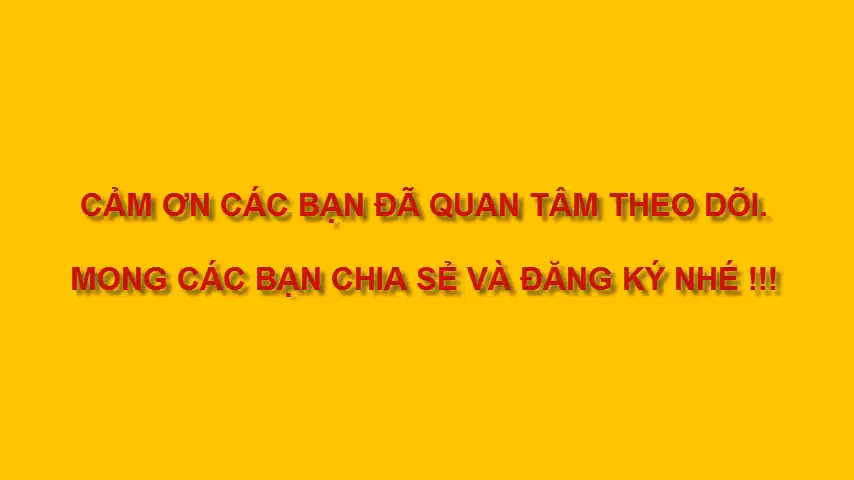 CẢM ƠN CÁC BẠN ĐÃ QUAN TÂM THEO DÕI.
MONG CÁC BẠN CHIA SẺ VÀ ĐĂNG KÝ NHÉ !!!